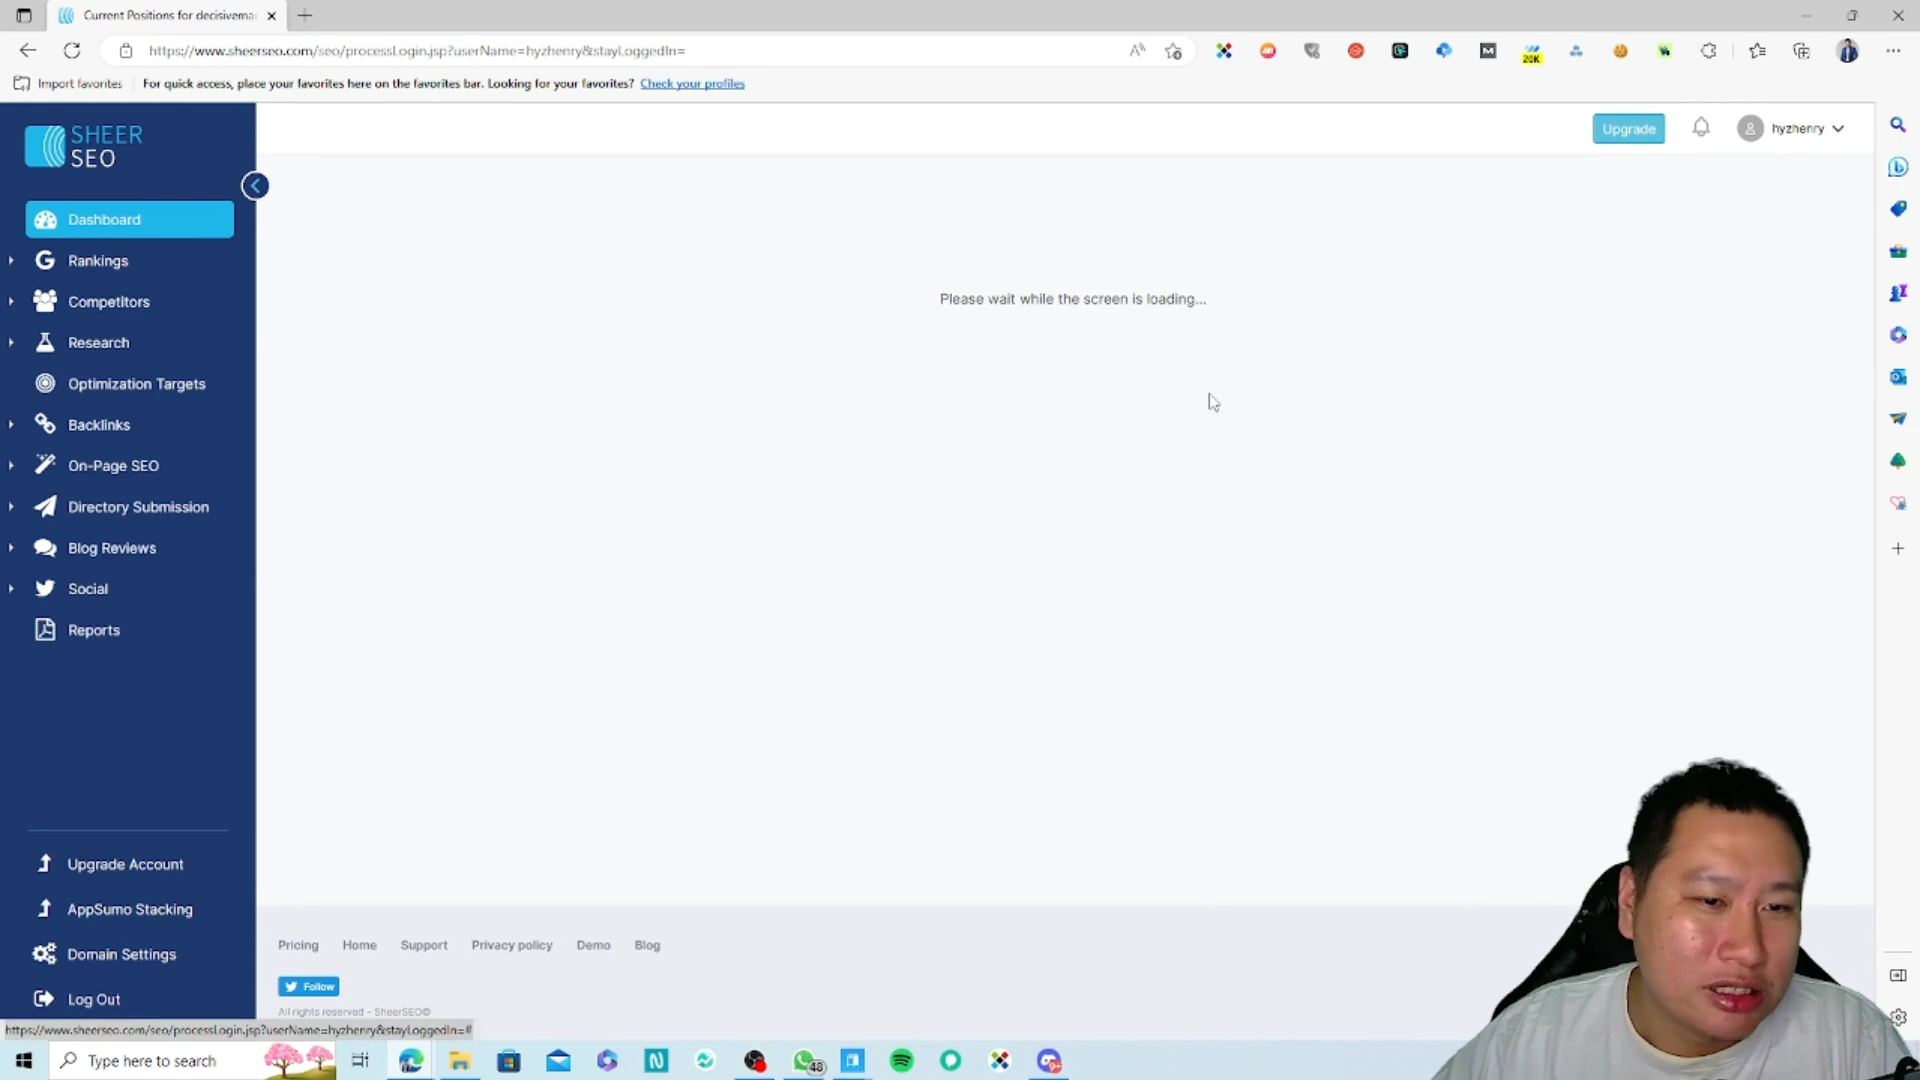 Current Positions for decisivema
https://www.sheerseo.com/seo/processLogin.jsp?userName=hyzhenry&stayLoggedIn=
20K
Import favorites
For quick access, place your favorites here on the favorites bar. Looking for your favorites? Check your profiles
SHEER
SEO
Upgrade
hyzhenry
Dashboard
Rankings
Competitors
Research
Optimization Targets
Backlinks
On-Page SEO
Directory Submission
Blog Reviews
Social
Reports
Please wait while the screen is loading...
Upgrade Account
AppSumo Stacking
Domain Settings
Log Out
Pricing Home Support Privacy policy Demo Blog
Follow
All rights reserved - SheerSEO©
https://www.sheerseo.com/seo/processLogin.jsp?userName=hyzhenry&stayLoggedIn=#
Type here to search
48